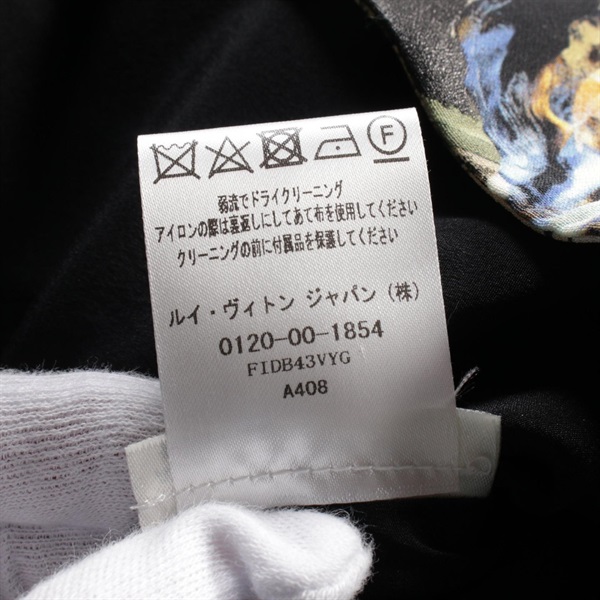 F
弱流でドライクリーニング
アイロンの際は裏返しにしてあて布を使用してください
クリーニングの前に付属品を保護してください
ルイ・ヴィトン ジャパン(株)
0120-00-1854
FIDB43VYG
A408